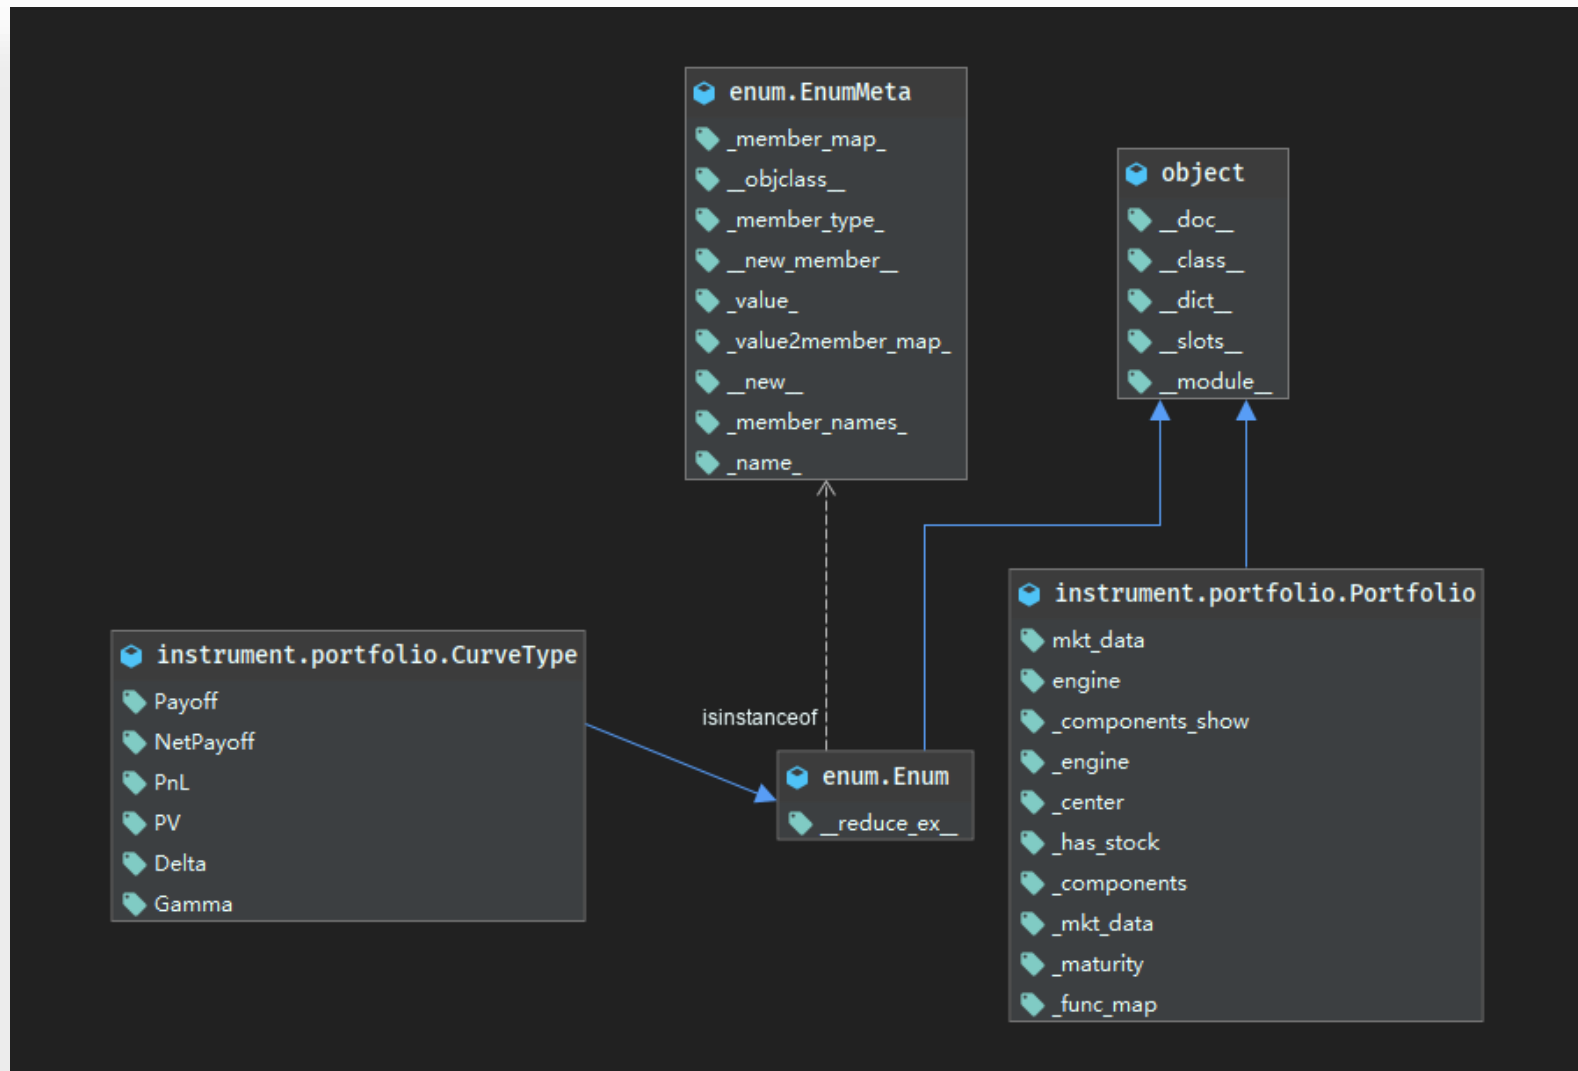 enum.EnumMeta
_member_map_
__objclass__
_member_type_
__new_member__
_value_
_value2member_map_
__new__
_member_names_
_name_
object
__doc__
__class__
__dict__
__slots__
__module__
instrument.portfolio.CurveType
Payoff
NetPayoff
PnL
PV
Delta
Gamma
isinstanceof
enum.Enum
__reduce_ex__
instrument.portfolio.Portfolio
mkt_data
engine
_components_show
_engine
_center
_has_stock
_components
_mkt_data
_maturity
_func_map